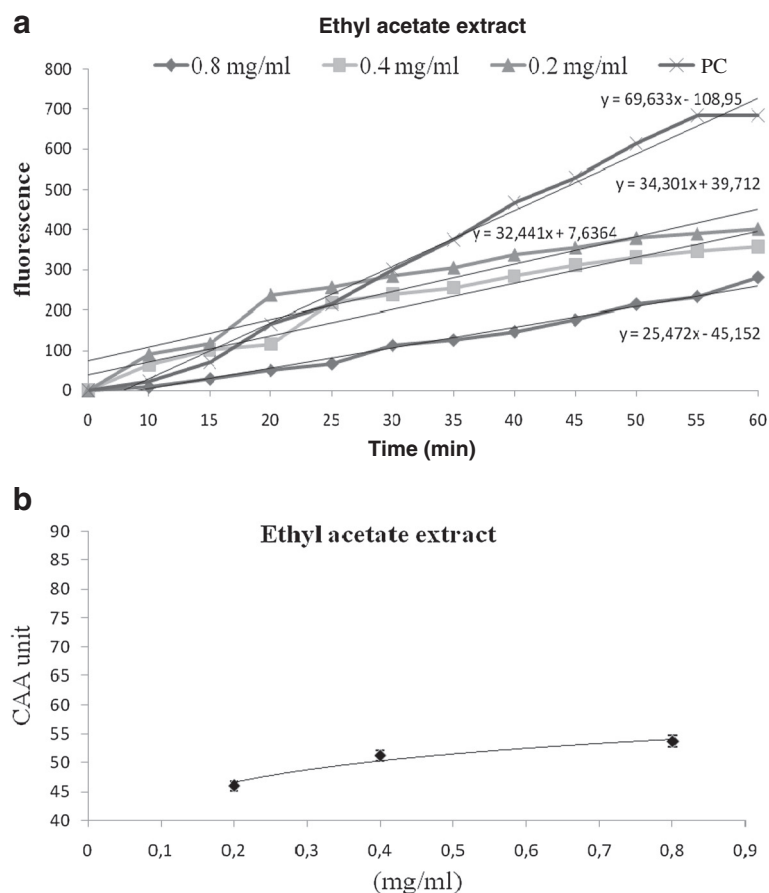 a
Ethyl acetate extract
0.8 mg/ml 0.4 mg/ml 0.2 mg/ml PC
800
700
600
500
400
300
200
100
0
fluorescence
y = 69,633x - 108,95
y = 34,301x + 39,712
y = 32,441x + 7,6364
y = 25,472x - 45,152
0 10 15 20 25 30 35 40 45 50 55 60
Time (min)
b
Ethyl acetate extract
90
85
80
75
70
65
60
55
50
45
40
CAA unit
0 0,1 0,2 0,3 0,4 0,5 0,6 0,7 0,8 0,9
(mg/ml)